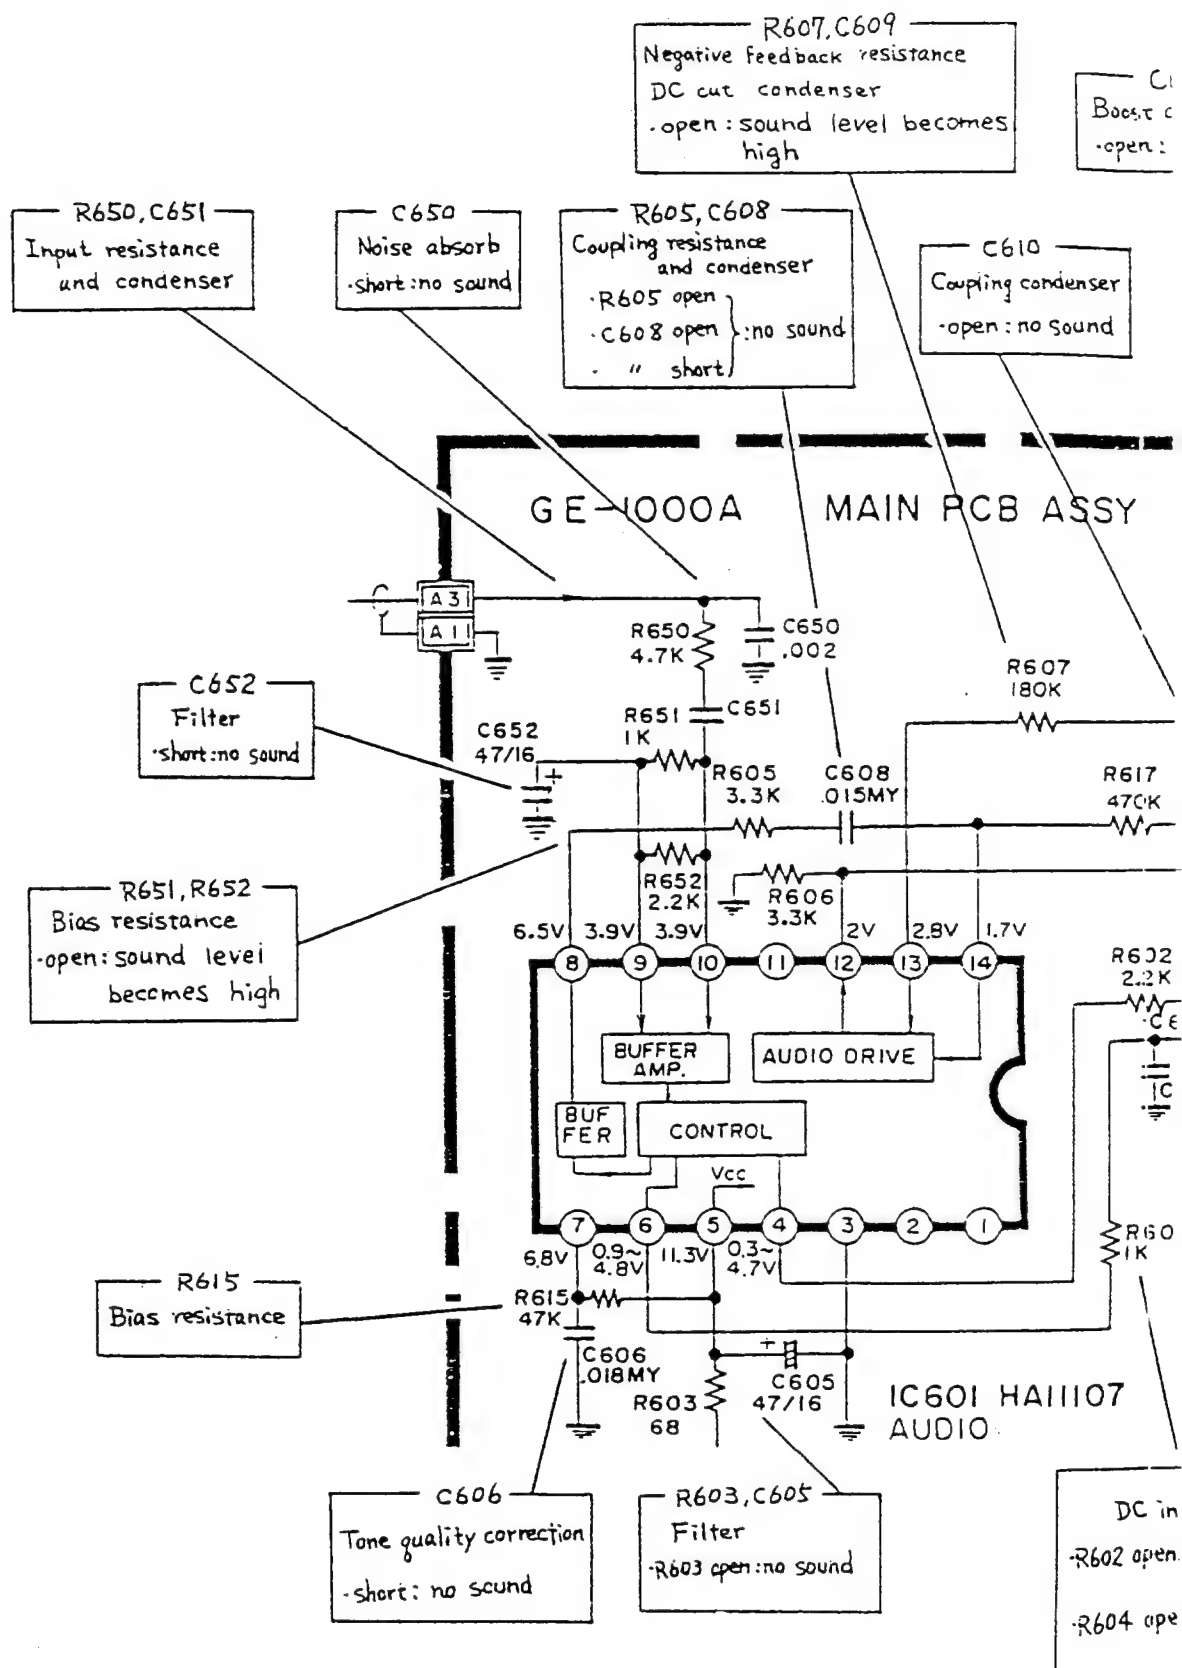 R607, C609
Negative feedback resistance
DC cut condenser
·open : sound level becomes
high
Boost
·open :
R650, C651
Input resistance
and condenser
C650
Noise absorb
·short : no sound
R605, C608
Coupling resistance
and condenser
·R605 open
·C608 open
· " short
: no sound
C610
Coupling condenser
·open : no sound
GE-1000A MAIN PCB ASSY
A3
A1
R650
4.7K
C650
.002
R607
180K
C652
Filter
·short : no sound
C652
47/16
+
R651
1K
C651
R605
3.3K
C608
.015MY
R617
470K
R652
2.2K
R606
3.3K
R651, R652
Bias resistance
·open : sound level
becomes high
6.5V 3.9V 3.9V 2V 2.8V 1.7V
8 9 10 11 12 13 14
R602
2.2K
BUFFER
AMP.
AUDIO DRIVE
BUF
FER
CONTROL
Vcc
7 6 5 4 3 2 1
6.8V 0.9~
4.8V 11.3V 0.3~
4.7V
R60
1K
R615
Bias resistance
R615
47K
C606
.018MY
R603
68
+
C605
47/16
IC601 HA11107
AUDIO
C606
Tone quality correction
·short : no sound
R603, C605
Filter
·R603 open : no sound
DC in
·R602 open
·R604 ope